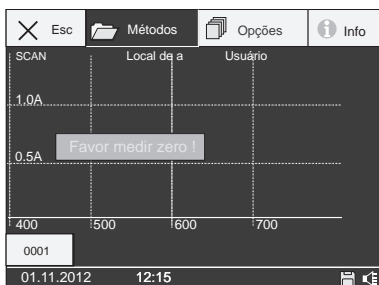 Esc Métodos Opções Info
SCAN Local de a Usuário
1.0A
Favor medir zero !
0.5A
400 500 600 700
0001
01.11.2012 12:15